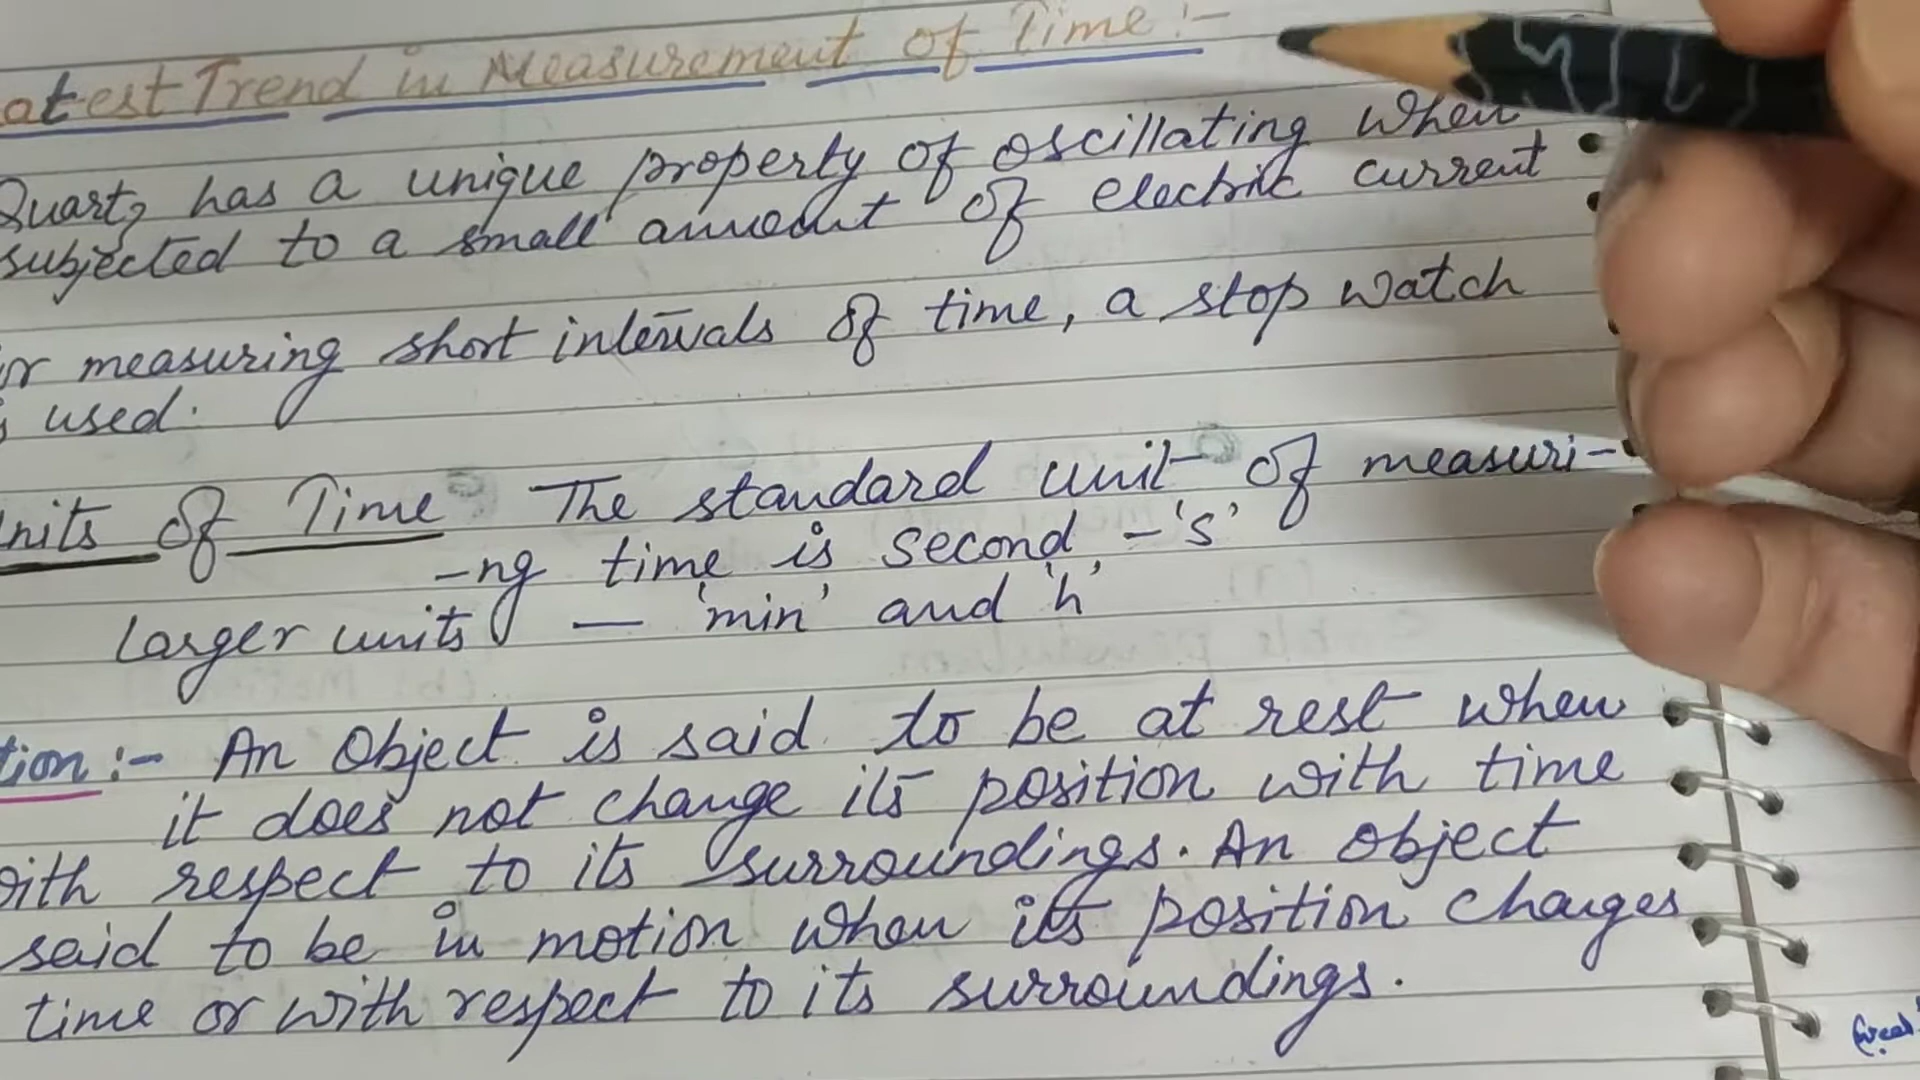 atest Trend in Measurement of Time :-
Quartz has a unique property of oscillating when
subjected to a small amount of electric current
or measuring short intervals of time, a stop watch
s used.
nits of Time The standard unit of measuri-
-ng time is second - 's'
larger units — 'min' and 'h'
tion :- An Object is said to be at rest when
it does not change its position with time
ith respect to its surroundings. An object
said to be in motion when its position changes
time or with respect to its surroundings.